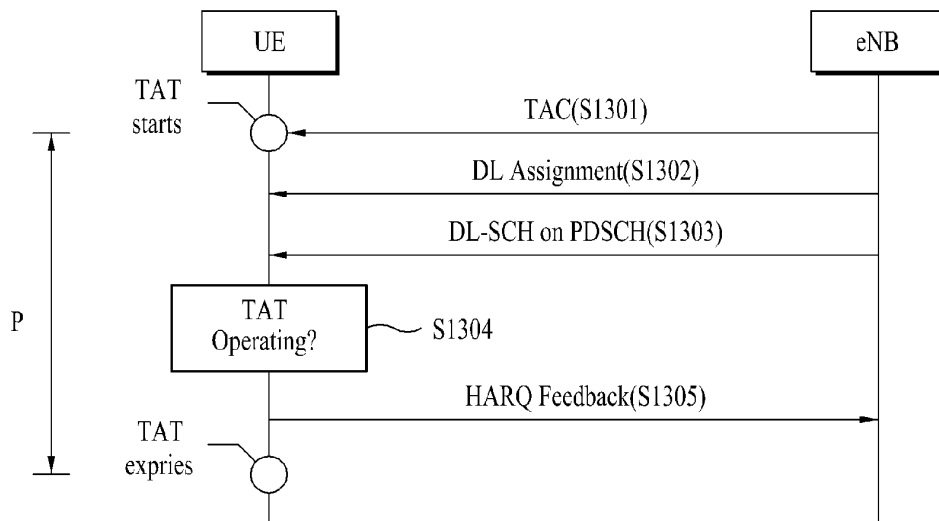 UE
eNB
TAT
starts
TAC(S1301)
DL Assignment(S1302)
DL-SCH on PDSCH(S1303)
P
TAT
Operating?
S1304
HARQ Feedback(S1305)
TAT
expries